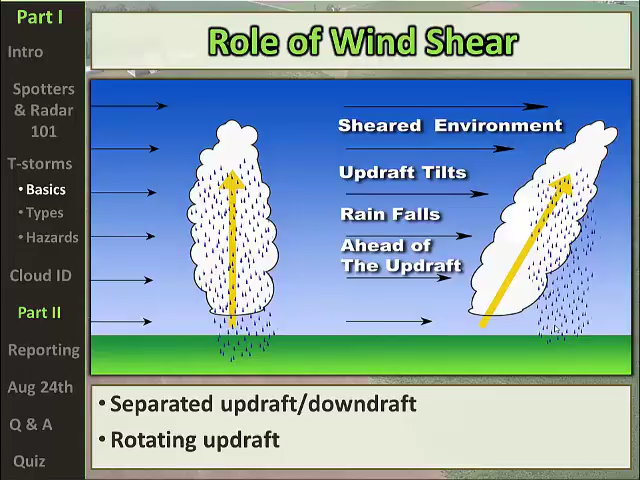 Part I
Intro
Spotters
& Radar
101
T-storms
• Basics
• Types
• Hazards
Cloud ID
Part II
Reporting
Aug 24th
Q & A
Quiz
Role of Wind Shear
Sheared Environment
Updraft Tilts
Rain Falls
Ahead of
The Updraft
• Separated updraft/downdraft
• Rotating updraft